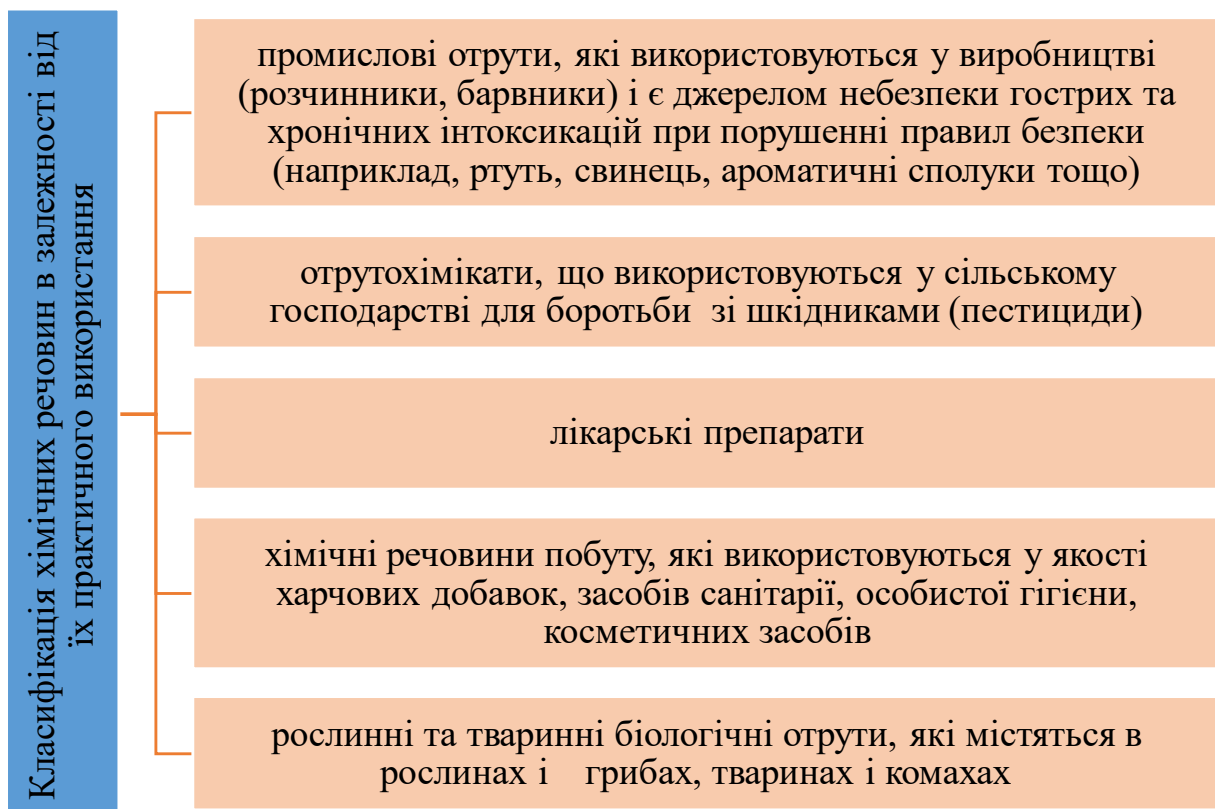 Класифікація хімічних речовин в залежності від
їх практичного використання
промислові отрути, які використовуються у виробництві
(розчинники, барвники) і є джерелом небезпеки гострих та
хронічних інтоксикацій при порушенні правил безпеки
(наприклад, ртуть, свинець, ароматичні сполуки тощо)
отрутохімікати, що використовуються у сільському
господарстві для боротьби зі шкідниками (пестициди)
лікарські препарати
хімічні речовини побуту, які використовуються у якості
харчових добавок, засобів санітарії, особистої гігієни,
косметичних засобів
рослинні та тваринні біологічні отрути, які містяться в
рослинах і грибах, тваринах і комахах